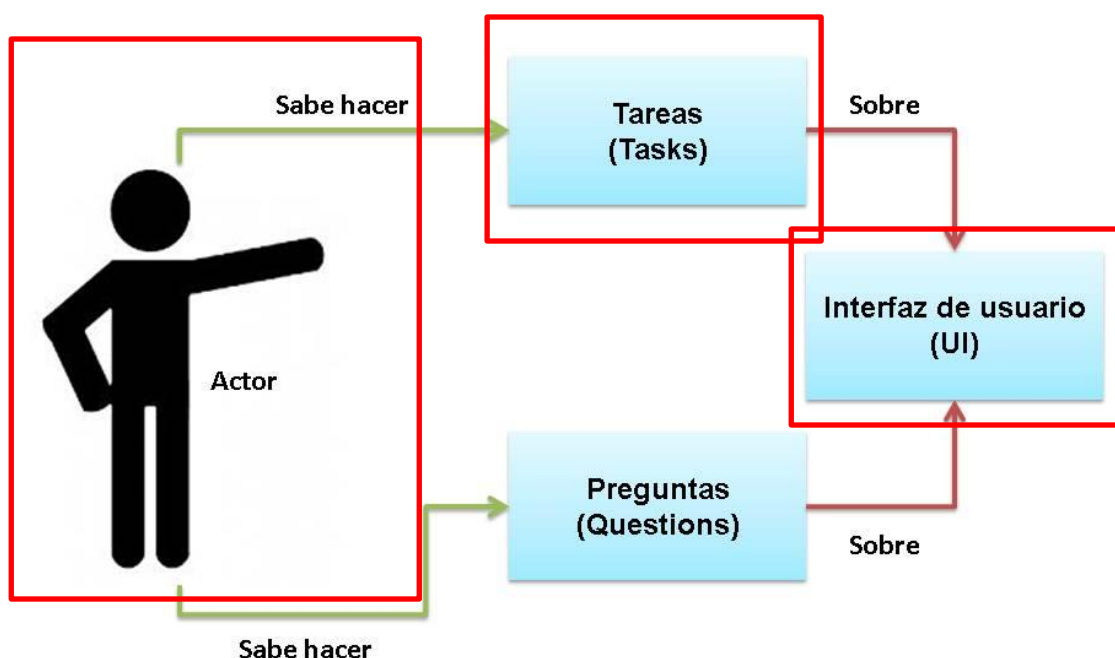 Sabe hacer
Tareas
(Tasks)
Sobre
Interfaz de usuario
(UI)
Actor
Preguntas
(Questions)
Sobre
Sabe hacer